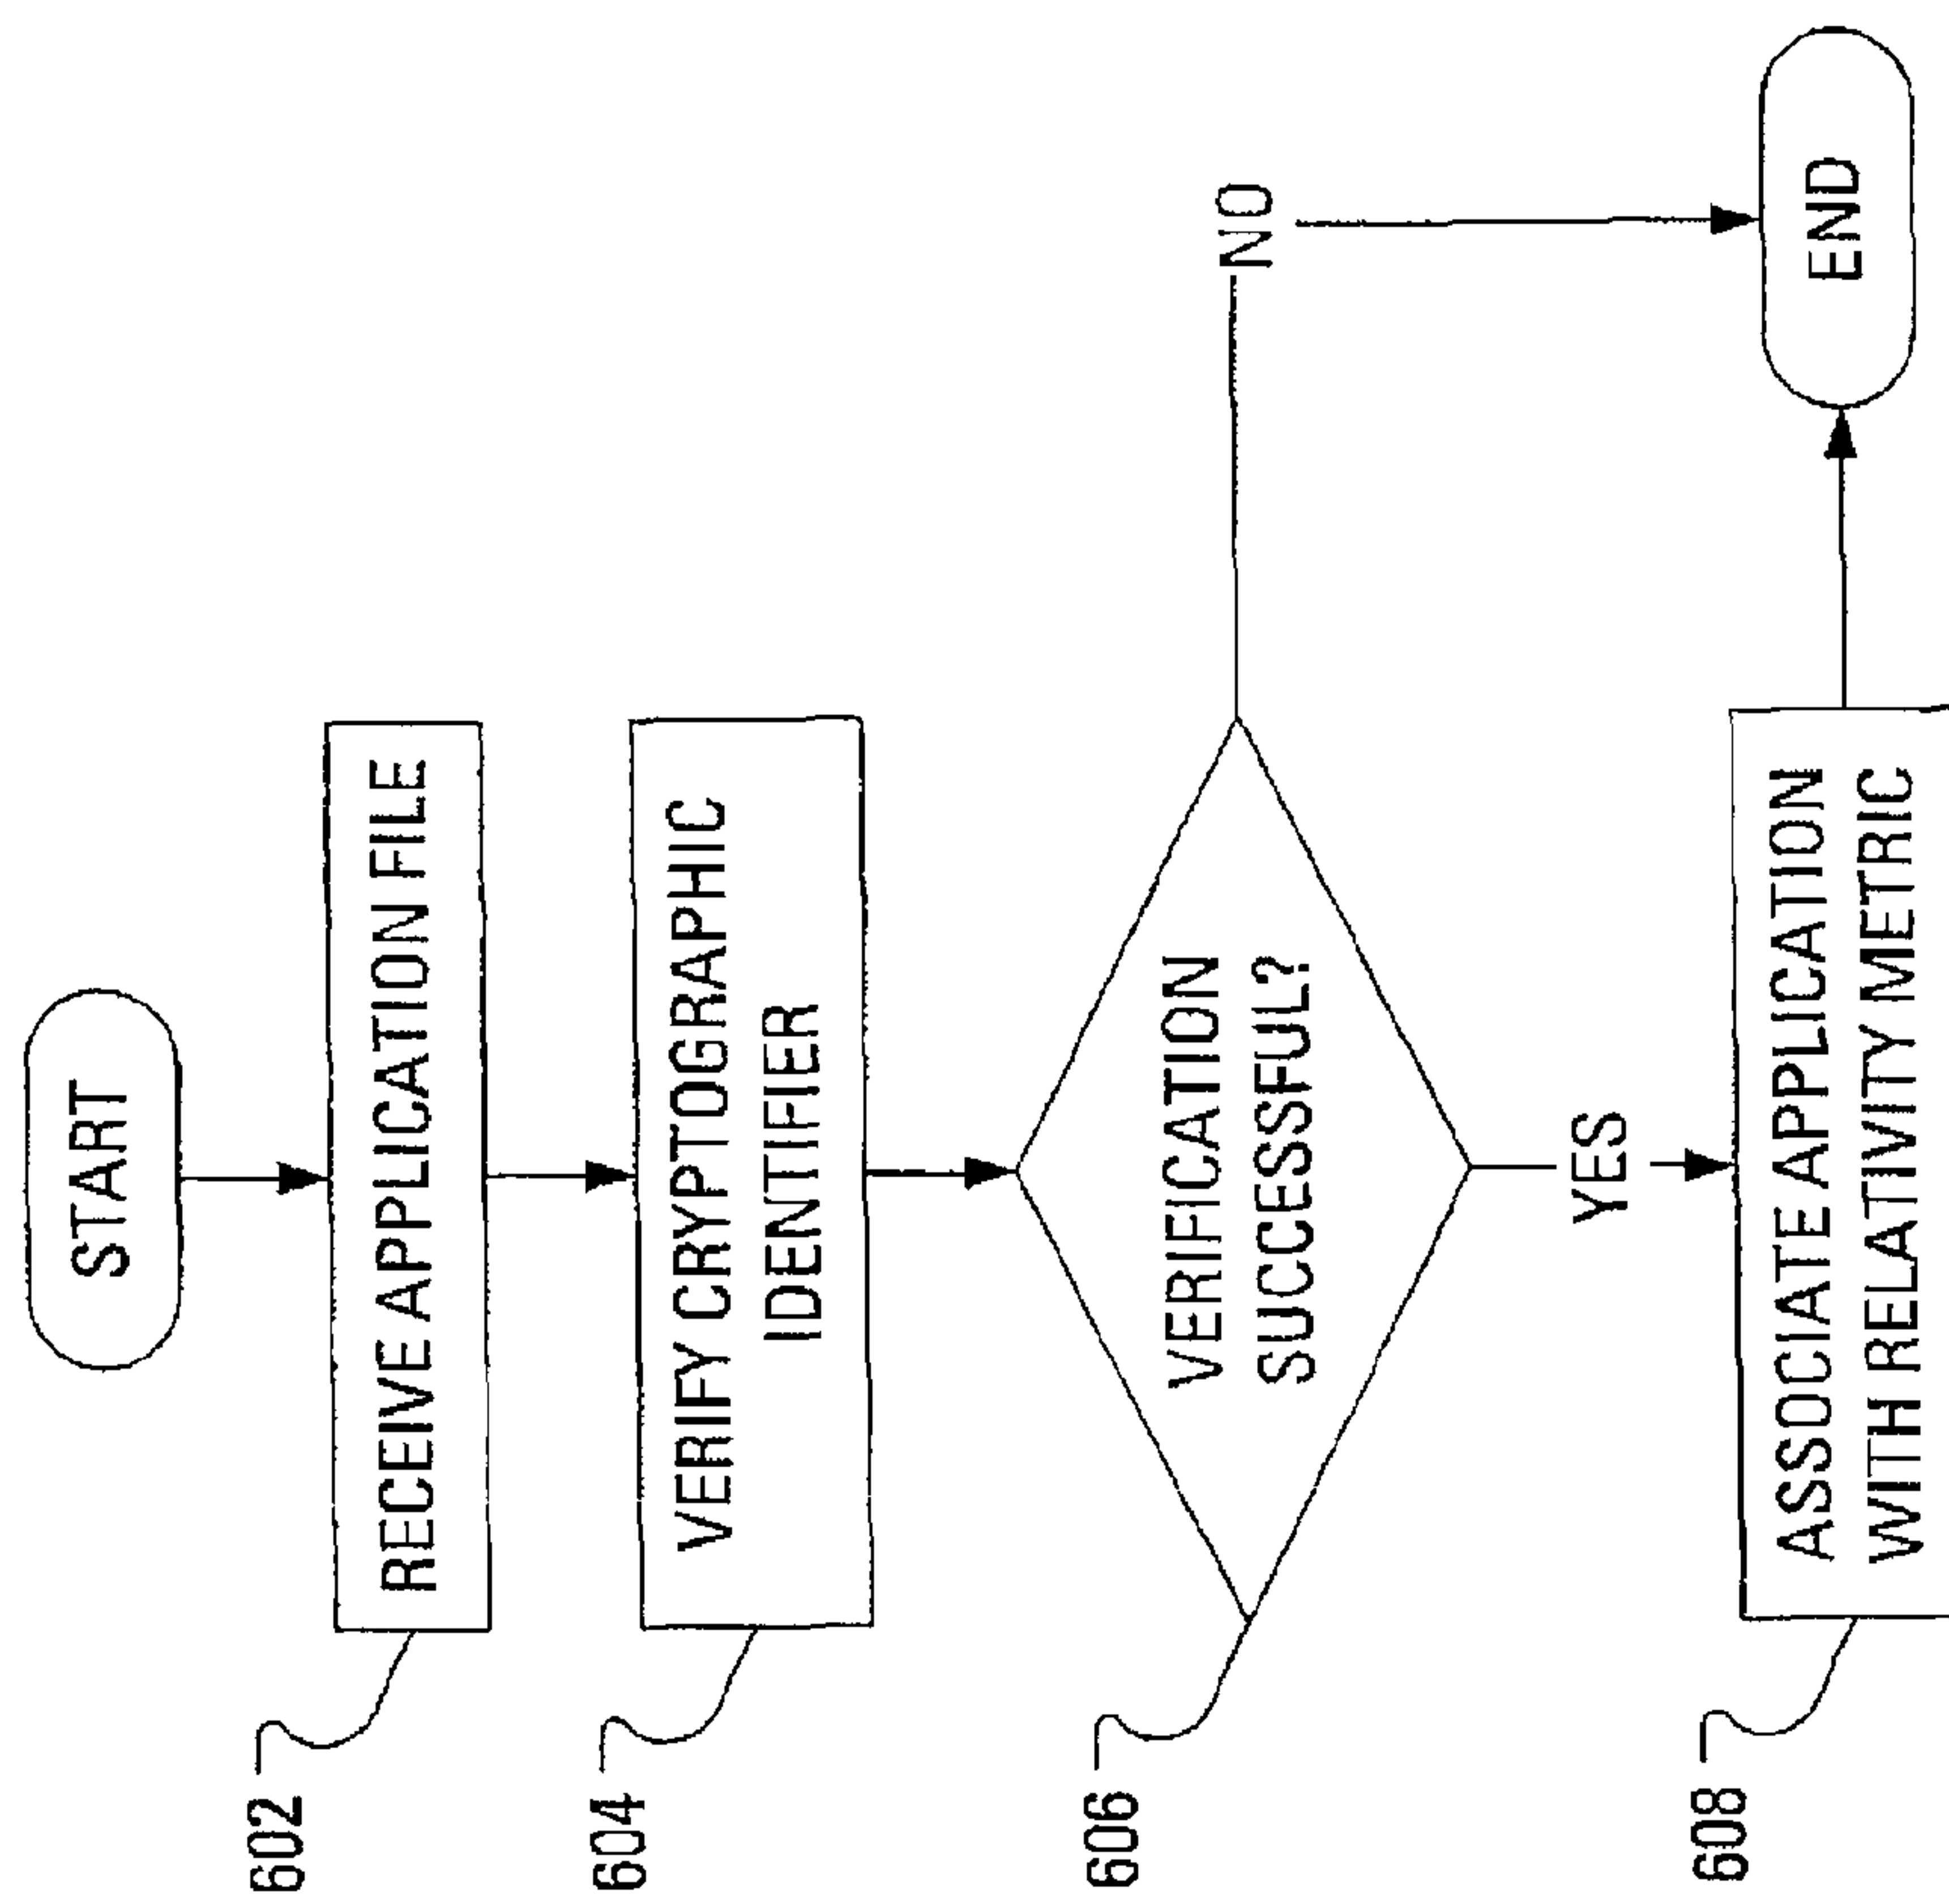 START
602
RECEIVE APPLICATION FILE
604
VERIFY CRYPTOGRAPHIC
IDENTIFIER
606
VERIFICATION
SUCCESSFUL?
NO
YES
608
ASSOCIATE APPLICATION
WITH RELATIVITY METRIC
END